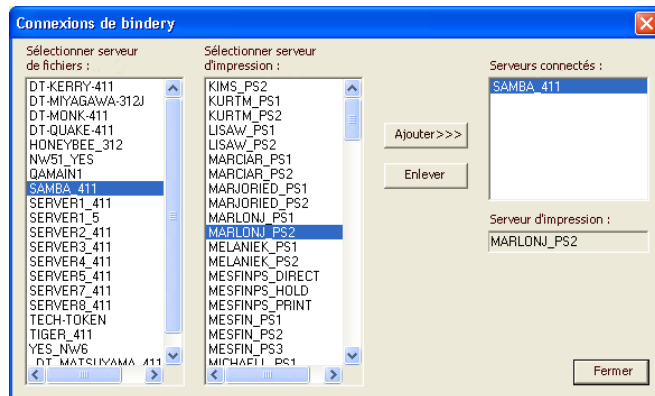 Connexions de bindery
Sélectionner serveur
de fichiers :
DT-KERRY-411
DT-MIYAGAWA-312J
DT-MONK-411
DT-QUAKE-411
HONEYBEE_312
NW51_YES
QAMAIN1
SAMBA_411
SERVER1_411
SERVER1_5
SERVER2_411
SERVER3_411
SERVER4_411
SERVER5_411
SERVER7_411
SERVER8_411
TECH-TOKEN
TIGER_411
YES_NW6
_DT_MATSUYAMA_411
Sélectionner serveur
d'impression :
KIMS_PS2
KURTM_PS1
KURTM_PS2
LISAW_PS1
LISAW_PS2
MARCIAR_PS1
MARCIAR_PS2
MARJORIED_PS1
MARJORIED_PS2
MARLONJ_PS1
MARLONJ_PS2
MELANIEK_PS1
MELANIEK_PS2
MESFINPS_DIRECT
MESFINPS_HOLD
MESFINPS_PRINT
MESFIN_PS1
MESFIN_PS2
MESFIN_PS3
MICHAELL_PS1
Ajouter>>>
Enlever
Serveurs connectés :
SAMBA_411
Serveur d'impression :
MARLONJ_PS2
Fermer